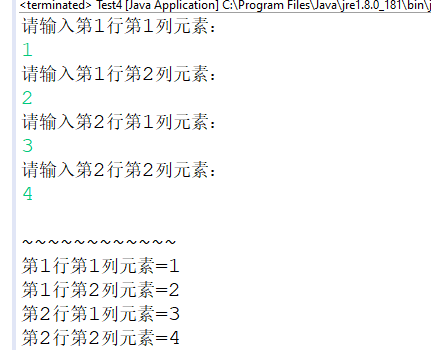 <terminated> Test4 [Java Application] C:\Program Files\Java\jre1.8.0_181\bin\j
请输入第1行第1列元素：
1
请输入第1行第2列元素：
2
请输入第2行第1列元素：
3
请输入第2行第2列元素：
4
~~~~~~~~~~~~
第1行第1列元素=1
第1行第2列元素=2
第2行第1列元素=3
第2行第2列元素=4